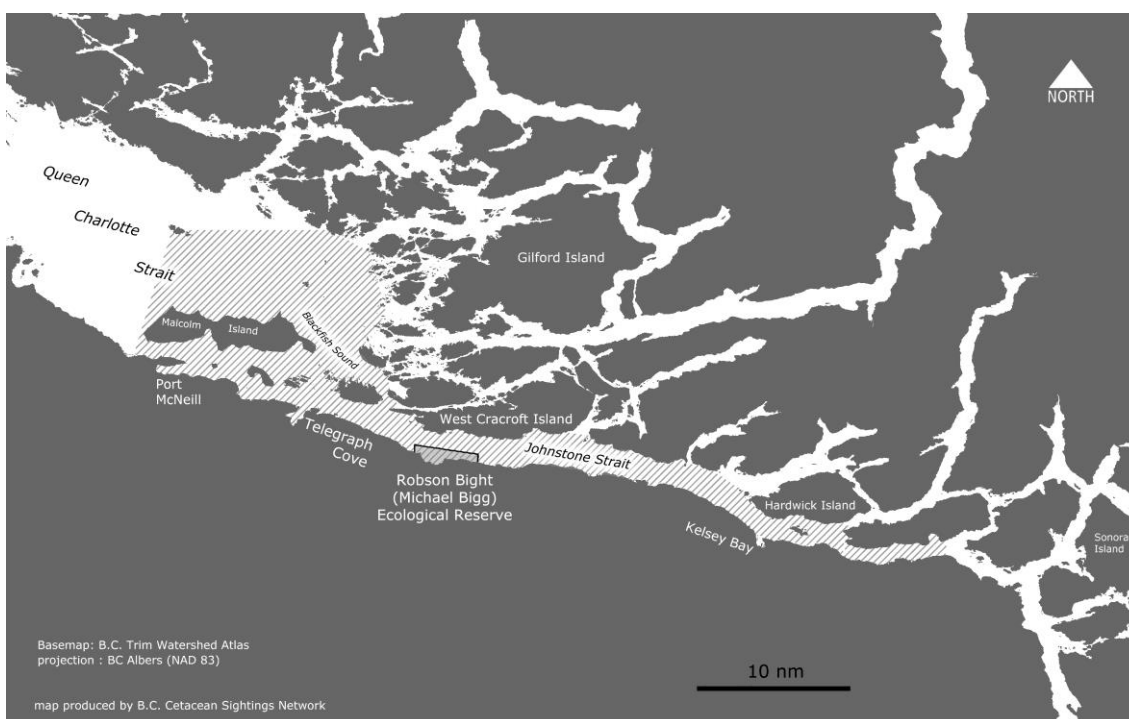 NORTH
Queen
Charlotte
Strait
Gilford Island
Malcolm Island
Blackfish Sound
Port
McNeill
West Cracroft Island
Telegraph
Cove
Johnstone Strait
Robson Bight
(Michael Bigg)
Ecological Reserve
Hardwick Island
Kelsey Bay
Sonora
Island
Basemap: B.C. Trim Watershed Atlas
projection : BC Albers (NAD 83)
10 nm
map produced by B.C. Cetacean Sightings Network